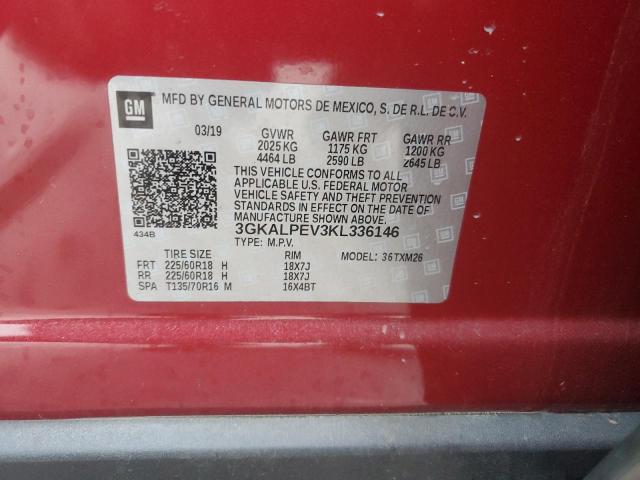 GM
MFD BY GENERAL MOTORS DE MEXICO, S. DE R.L. DE C.V.
03/19 GVWR GAWR FRT GAWR RR
2025 KG 1175 KG 1200 KG
4464 LB 2590 LB 2645 LB
THIS VEHICLE CONFORMS TO ALL
APPLICABLE U.S. FEDERAL MOTOR
VEHICLE SAFETY AND THEFT PREVENTION
STANDARDS IN EFFECT ON THE DATE OF
MANUFACTURE SHOWN ABOVE.
3GKALPEV3KL336146
434B TYPE: M.P.V.
TIRE SIZE RIM MODEL: 36TXM26
FRT 225/60R18 H 18X7J
RR 225/60R18 H 18X7J
SPA T135/70R16 M 16X4BT